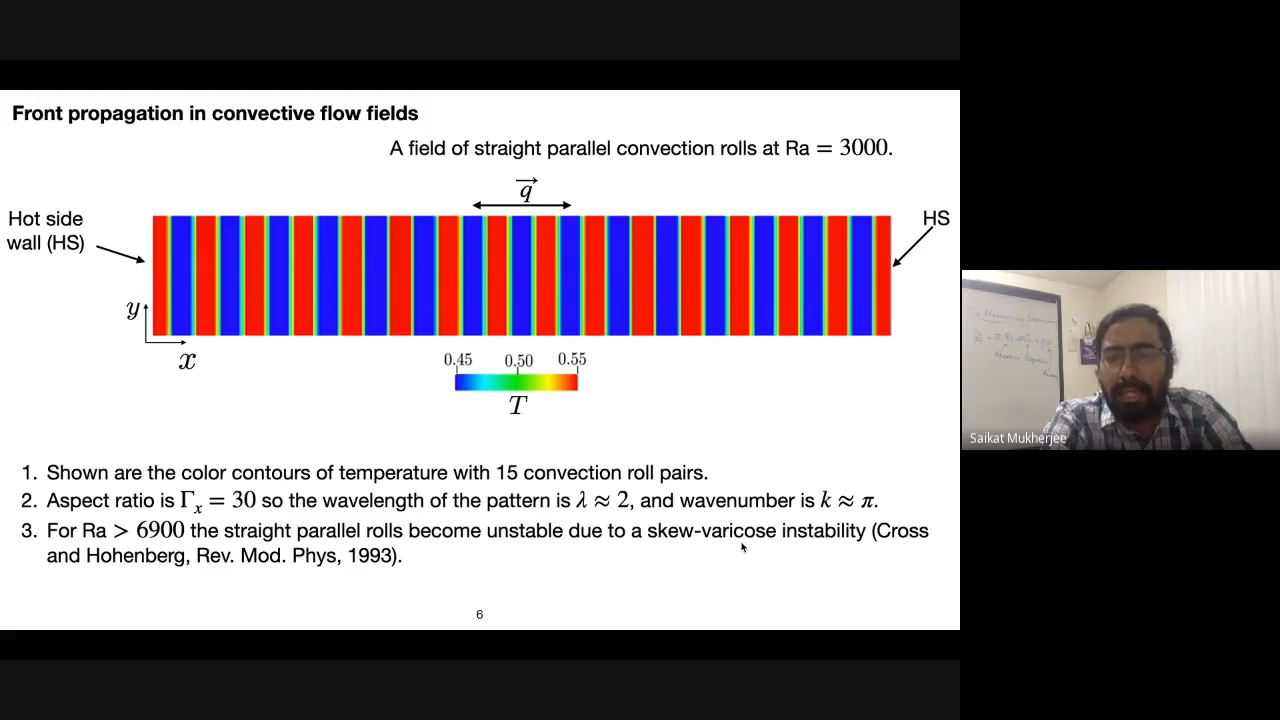 Front propagation in convective flow fields
A field of straight parallel convection rolls at Ra = 3000.
q
Hot side
wall (HS)
HS
y
x
0.45 0.50 0.55
T
1. Shown are the color contours of temperature with 15 convection roll pairs.
2. Aspect ratio is Γₓ = 30 so the wavelength of the pattern is λ ≈ 2, and wavenumber is k ≈ π.
3. For Ra > 6900 the straight parallel rolls become unstable due to a skew-varicose instability (Cross
and Hohenberg, Rev. Mod. Phys, 1993).
6
Saikat Mukherjee